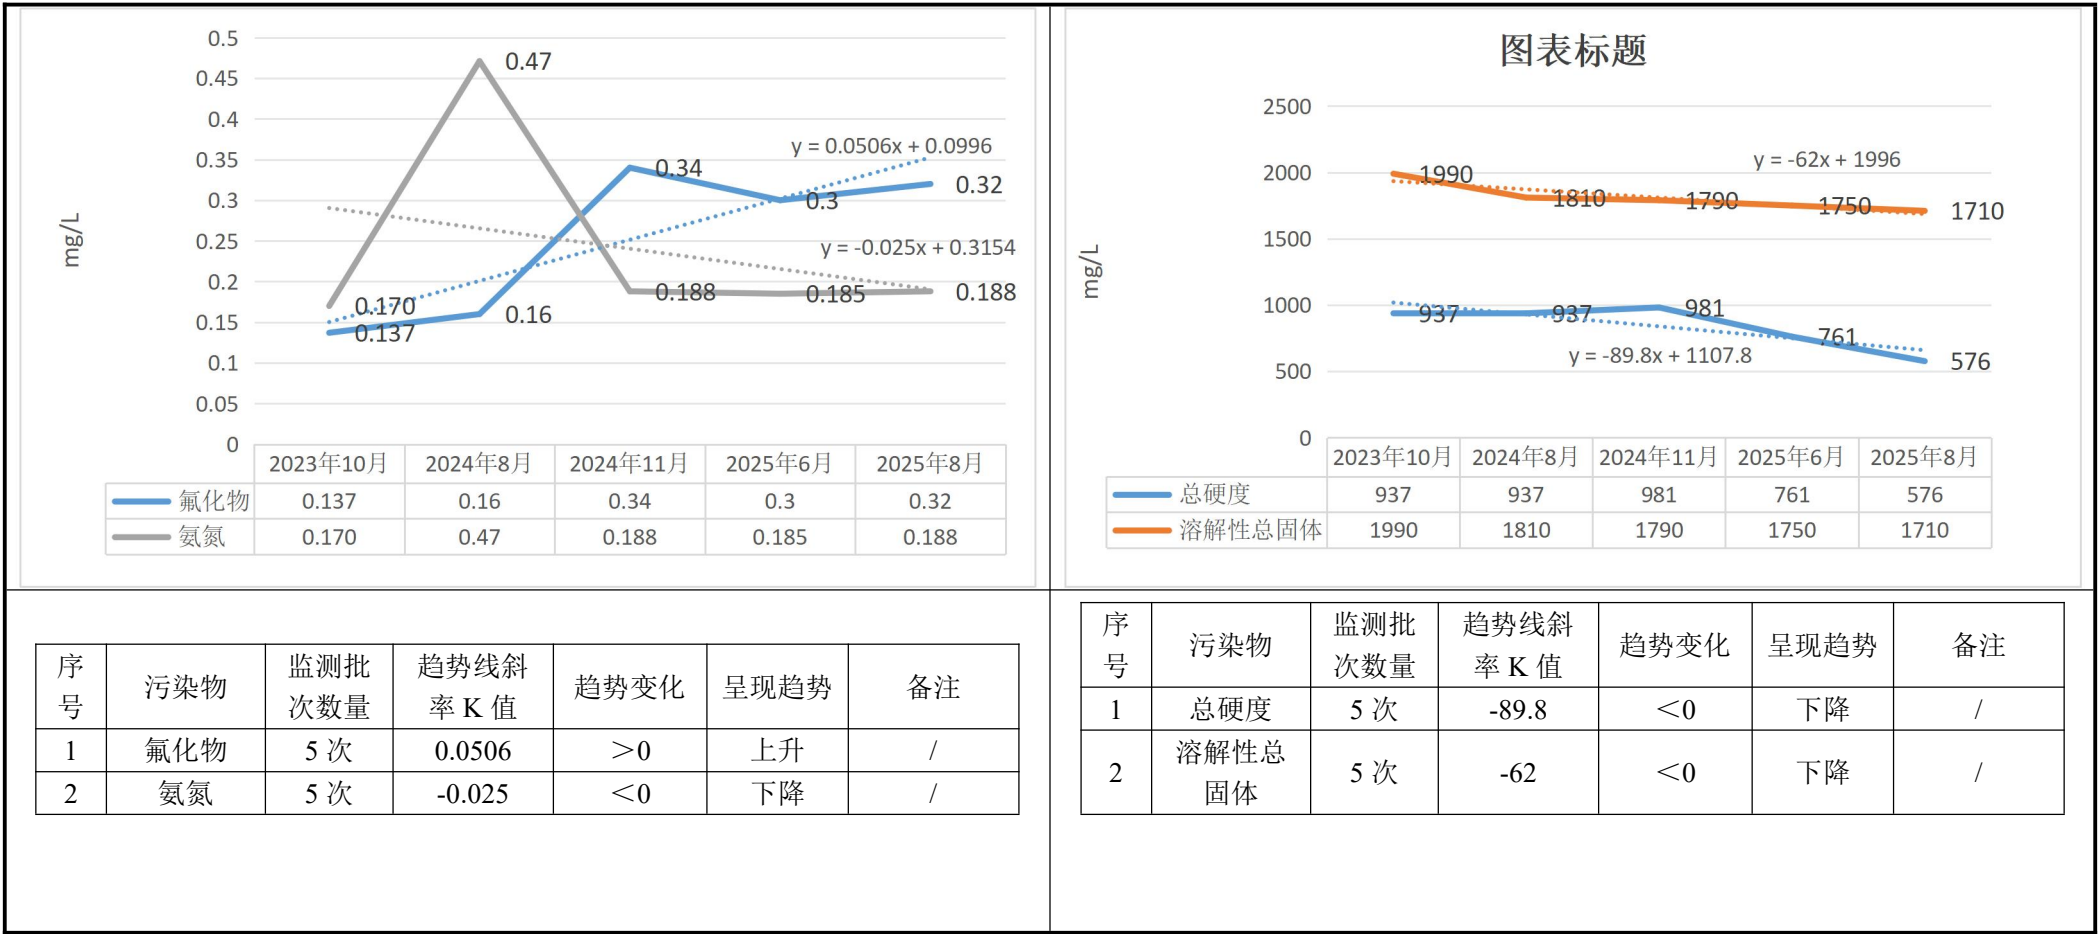 0.5
0.45
0.4
0.35
0.3
0.25
0.2
0.15
0.1
0.05
0
mg/L
0.47
y = 0.0506x + 0.0996
0.34
0.3
0.32
y = -0.025x + 0.3154
0.170
0.137
0.16
0.188
0.185
0.188
2023年10月 2024年8月 2024年11月 2025年6月 2025年8月
氟化物 0.137 0.16 0.34 0.3 0.32
氨氮 0.170 0.47 0.188 0.185 0.188
图表标题
2500
2000
1500
1000
500
0
mg/L
y = -62x + 1996
1990
1810
1790
1750
1710
937
937
981
761
576
y = -89.8x + 1107.8
2023年10月 2024年8月 2024年11月 2025年6月 2025年8月
总硬度 937 937 981 761 576
溶解性总固体 1990 1810 1790 1750 1710
序号 污染物 监测批次数量 趋势线斜率 K 值 趋势变化 呈现趋势 备注
1 氟化物 5 次 0.0506 ＞0 上升 /
2 氨氮 5 次 -0.025 ＜0 下降 /
序号 污染物 监测批次数量 趋势线斜率 K 值 趋势变化 呈现趋势 备注
1 总硬度 5 次 -89.8 ＜0 下降 /
2 溶解性总固体 5 次 -62 ＜0 下降 /